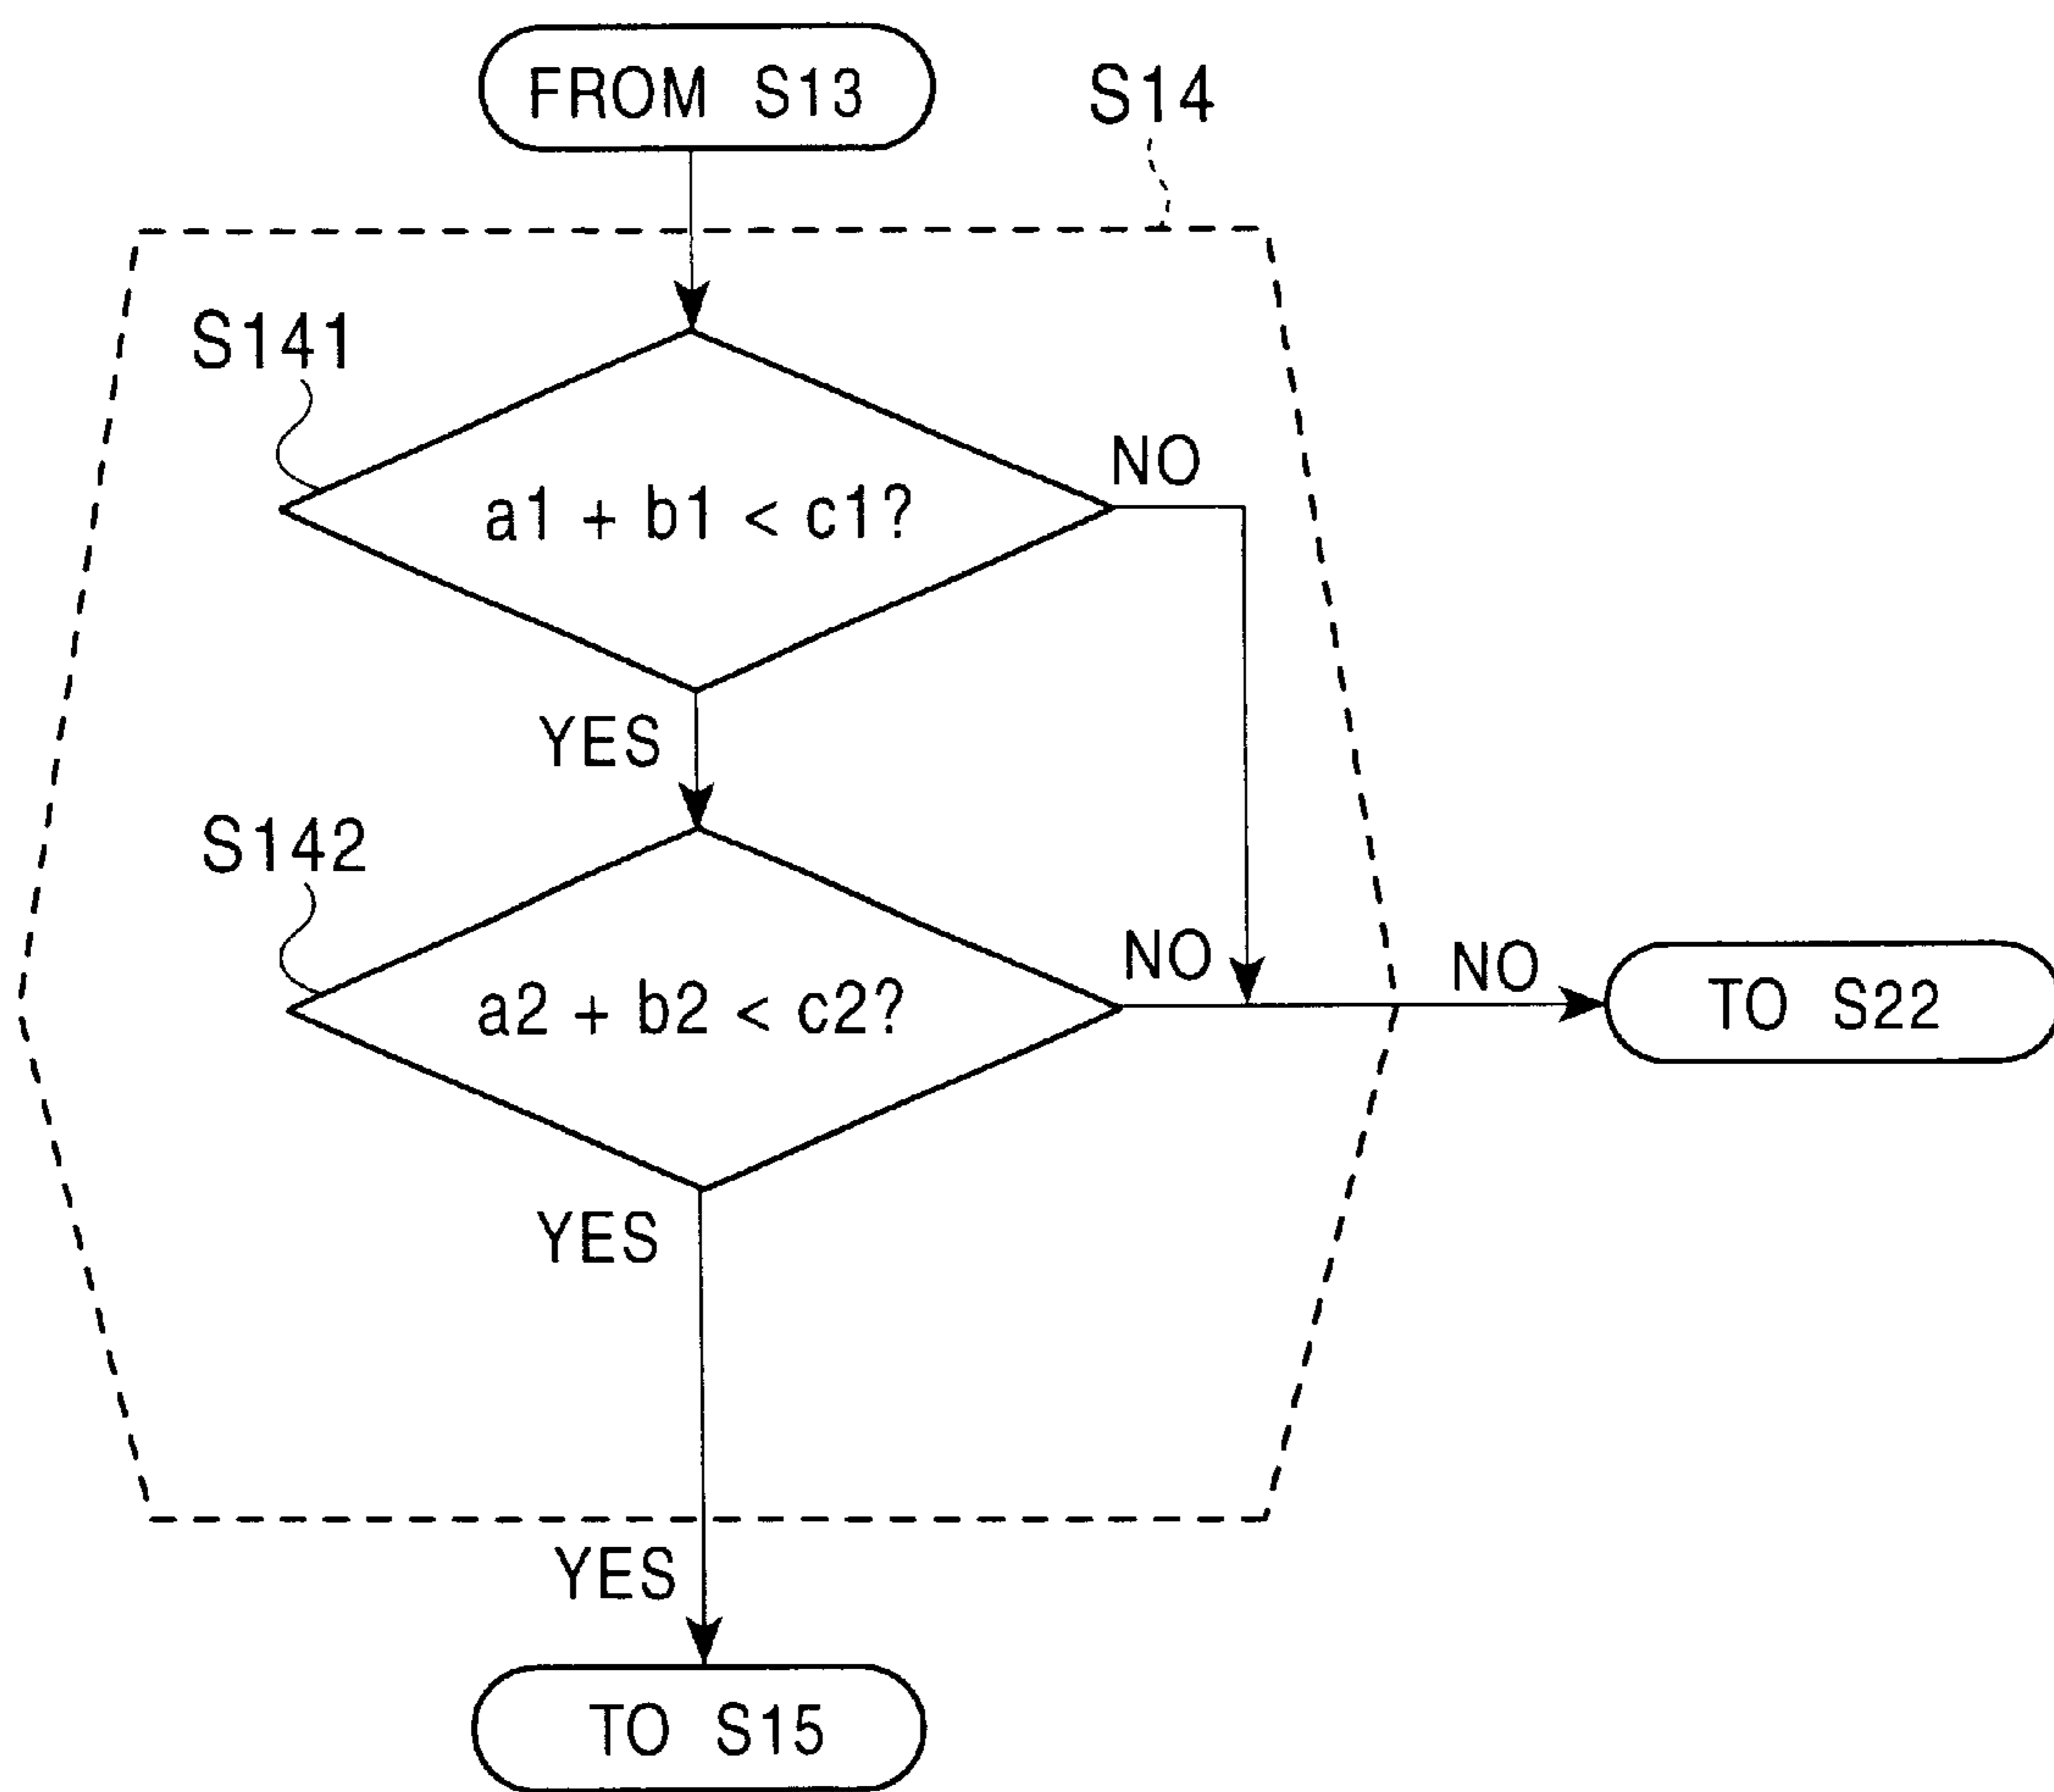 FROM S13
S14
S141
a1 + b1 < c1?
NO
YES
S142
a2 + b2 < c2?
NO
NO
TO S22
YES
YES
TO S15